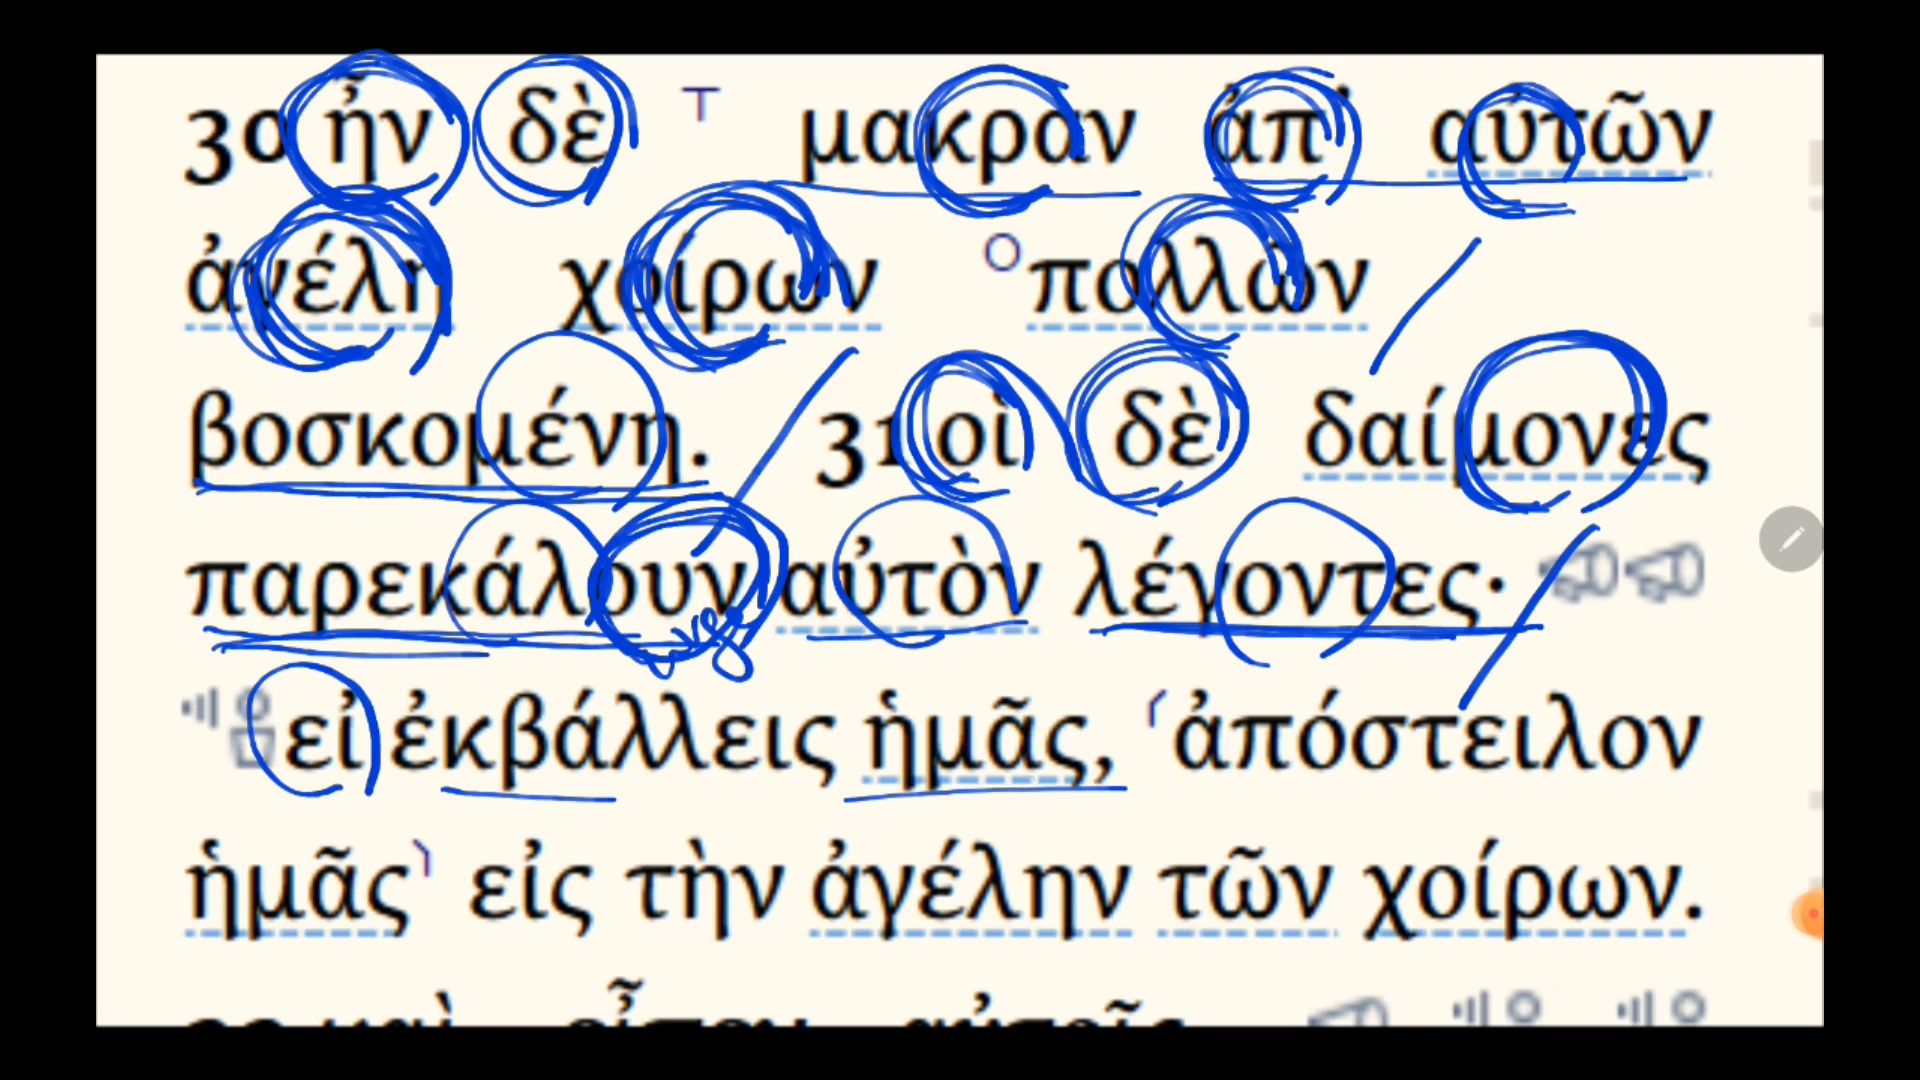 30 ἦν δὲ ⸆ μακρὰν ἀπ’ αὐτῶν
ἀγέλη χοίρων °πολλῶν
βοσκομένη. 31 οἱ δὲ δαίμονες
παρεκάλουν αὐτὸν λέγοντες·
εἰ ἐκβάλλεις ἡμᾶς, ⸂ἀπόστειλον
ἡμᾶς⸃ εἰς τὴν ἀγέλην τῶν χοίρων.